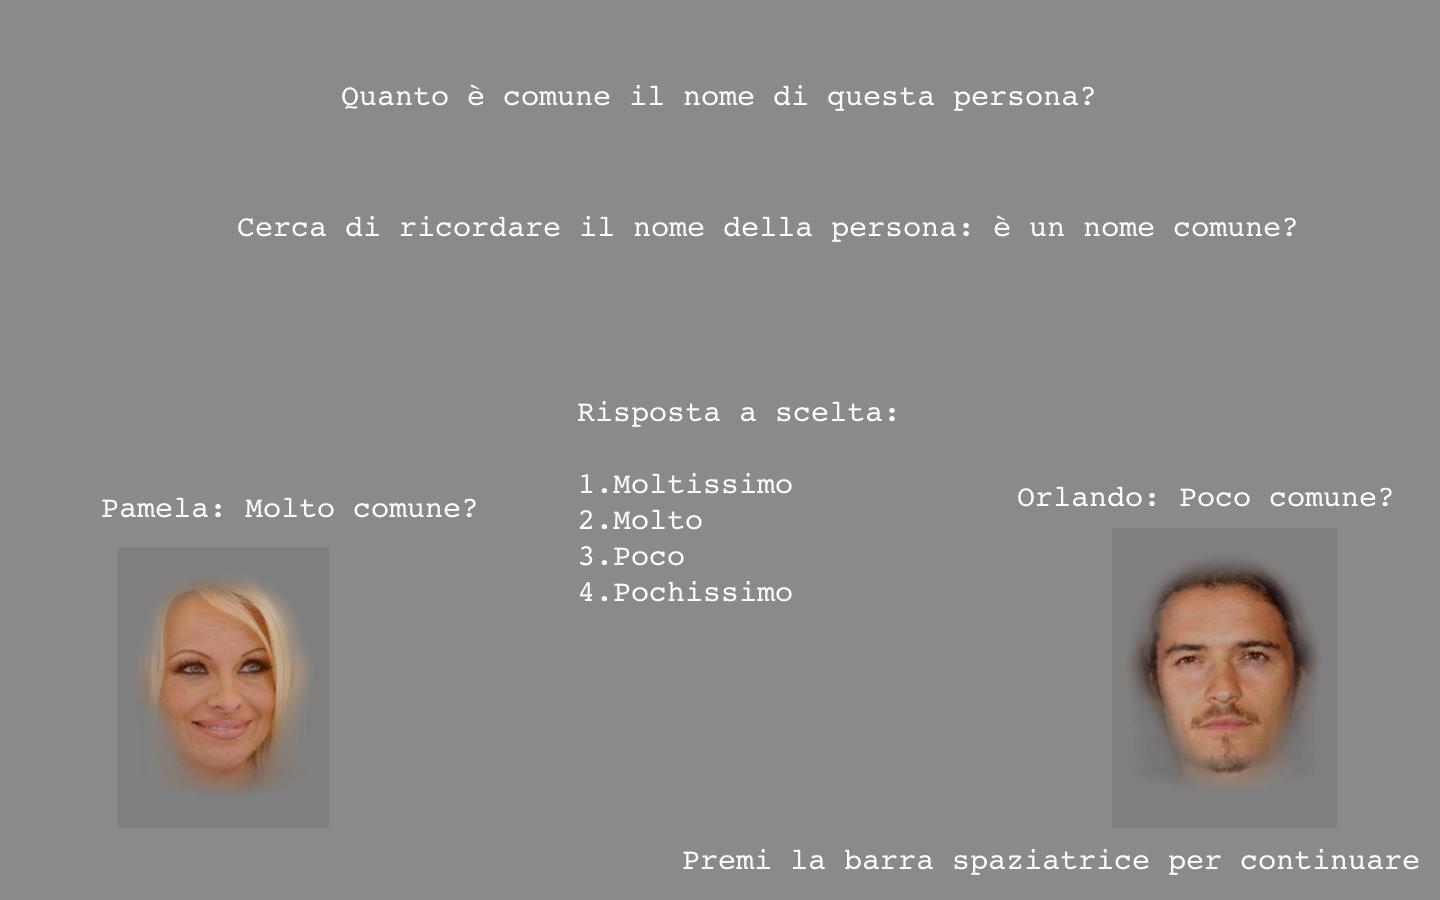 Quanto è comune il nome di questa persona?
Cerca di ricordare il nome della persona: è un nome comune?
Risposta a scelta:
1.Moltissimo
2.Molto
3.Poco
4.Pochissimo
Pamela: Molto comune?
Orlando: Poco comune?
Premi la barra spaziatrice per continuare